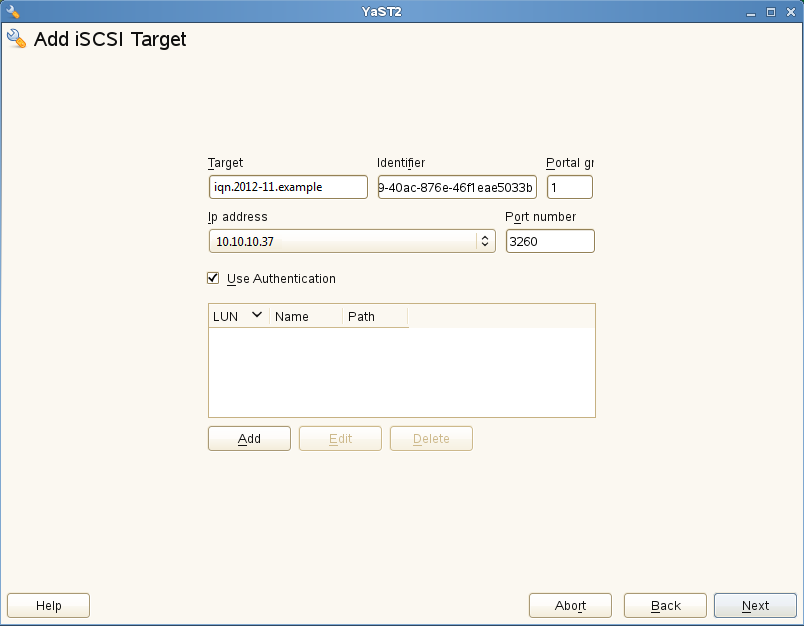 YaST2
Add iSCSI Target
Target Identifier Portal gr
iqn.2012-11.example 9-40ac-876e-46f1eae5033b 1
Ip address Port number
10.10.10.37 3260
Use Authentication
LUN Name Path
Add Edit Delete
Help Abort Back Next